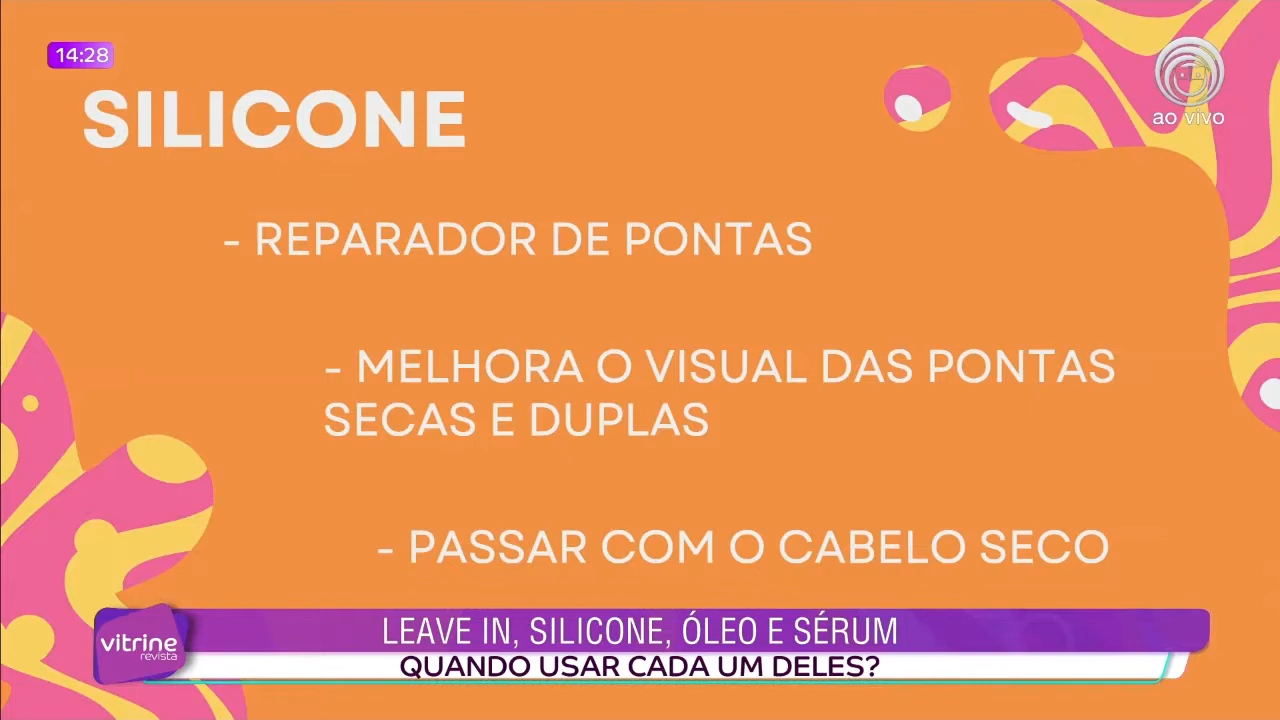 14:28
ao vivo
SILICONE
- REPARADOR DE PONTAS
- MELHORA O VISUAL DAS PONTAS
SECAS E DUPLAS
- PASSAR COM O CABELO SECO
vitrine
revista
LEAVE IN, SILICONE, ÓLEO E SÉRUM
QUANDO USAR CADA UM DELES?